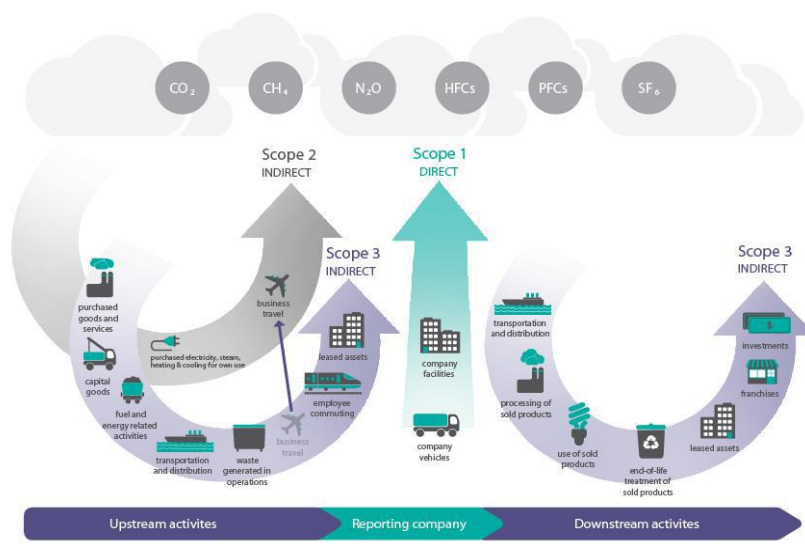 CO₂
CH₄
N₂O
HFCs
PFCs
SF₆
Scope 2
INDIRECT
Scope 1
DIRECT
Scope 3
INDIRECT
Scope 3
INDIRECT
purchased
goods and
services
capital
goods
fuel and
energy related
activities
transportation
and distribution
waste
generated in
operations
business
travel
employee
commuting
leased assets
purchased electricity, steam,
heating & cooling for own use
business
travel
company
facilities
company
vehicles
transportation
and distribution
processing of
sold products
use of sold
products
end-of-life
treatment of
sold products
leased assets
franchises
investments
$
Upstream activites
Reporting company
Downstream activites